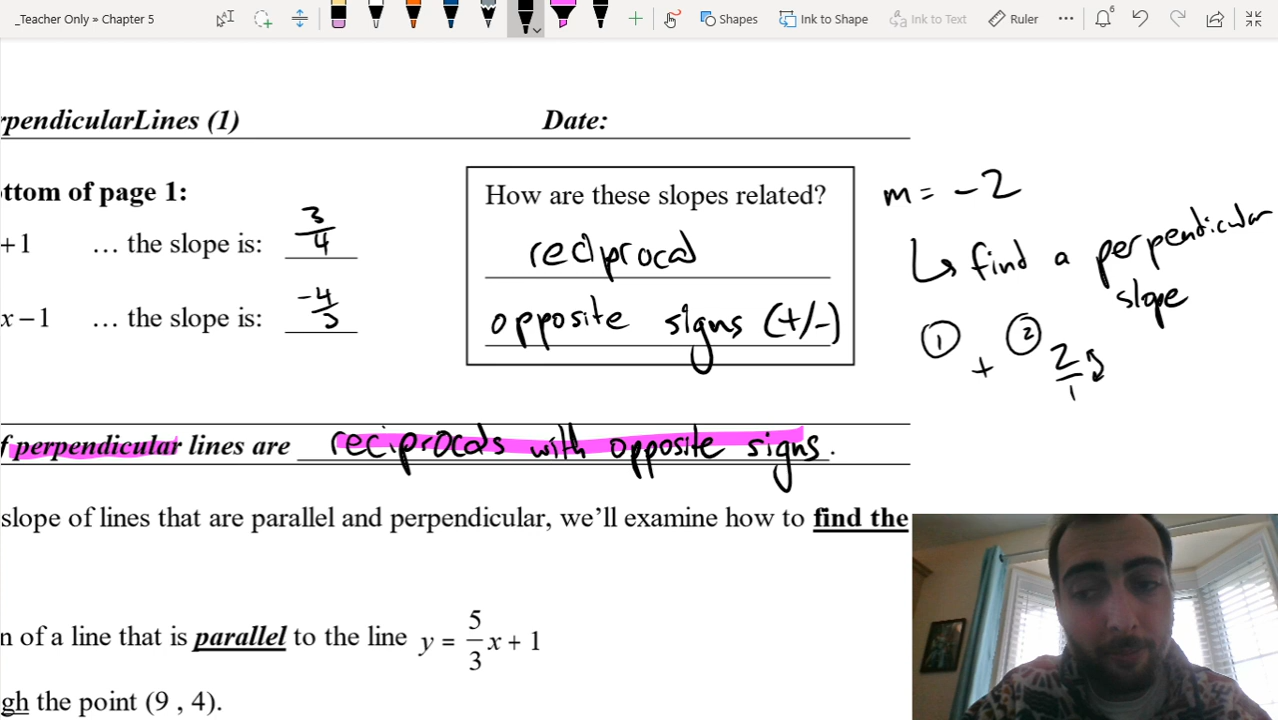 _Teacher Only » Chapter 5
Shapes
Ink to Shape
Ink to Text
Ruler
6
rpendicularLines (1)
Date:
ttom of page 1:
+1 … the slope is: 3/4
x – 1 … the slope is: -4/3
How are these slopes related?
reciprocal
opposite signs (+/-)
m = -2
↳ find a perpendicular
slope
① + ② 2/1
f perpendicular lines are reciprocals with opposite signs.
slope of lines that are parallel and perpendicular, we’ll examine how to find the
n of a line that is parallel to the line y = 5/3 x + 1
gh the point (9 , 4).